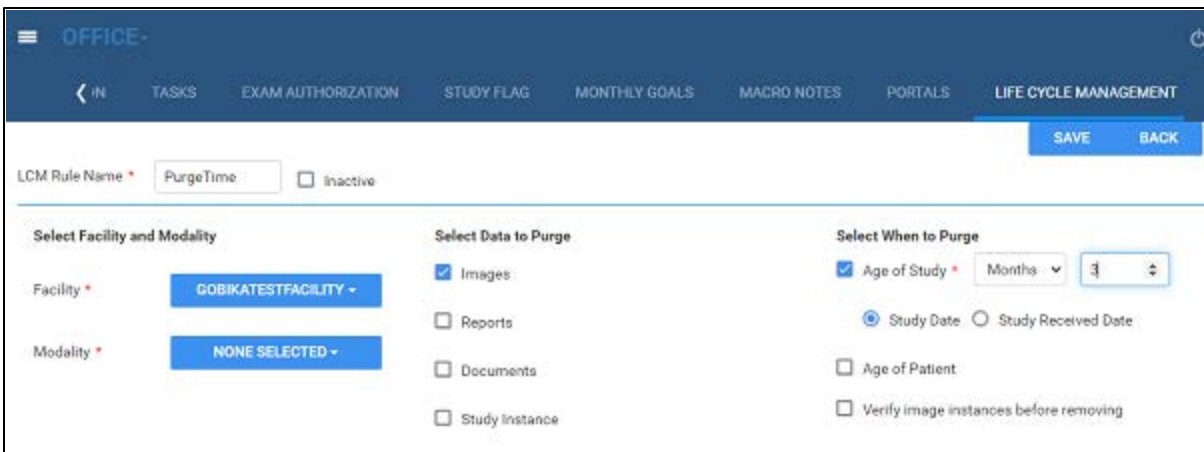 OFFICE-
IN TASKS EXAM AUTHORIZATION STUDY FLAG MONTHLY GOALS MACRO NOTES PORTALS LIFE CYCLE MANAGEMENT
SAVE BACK
LCM Rule Name * PurgeTime Inactive
Select Facility and Modality Select Data to Purge Select When to Purge
Images Age of Study * Months 3
Facility * GOBIKATESTFACILITY
Reports Study Date Study Received Date
Modality * NONE SELECTED
Documents Age of Patient
Study Instance Verify image instances before removing